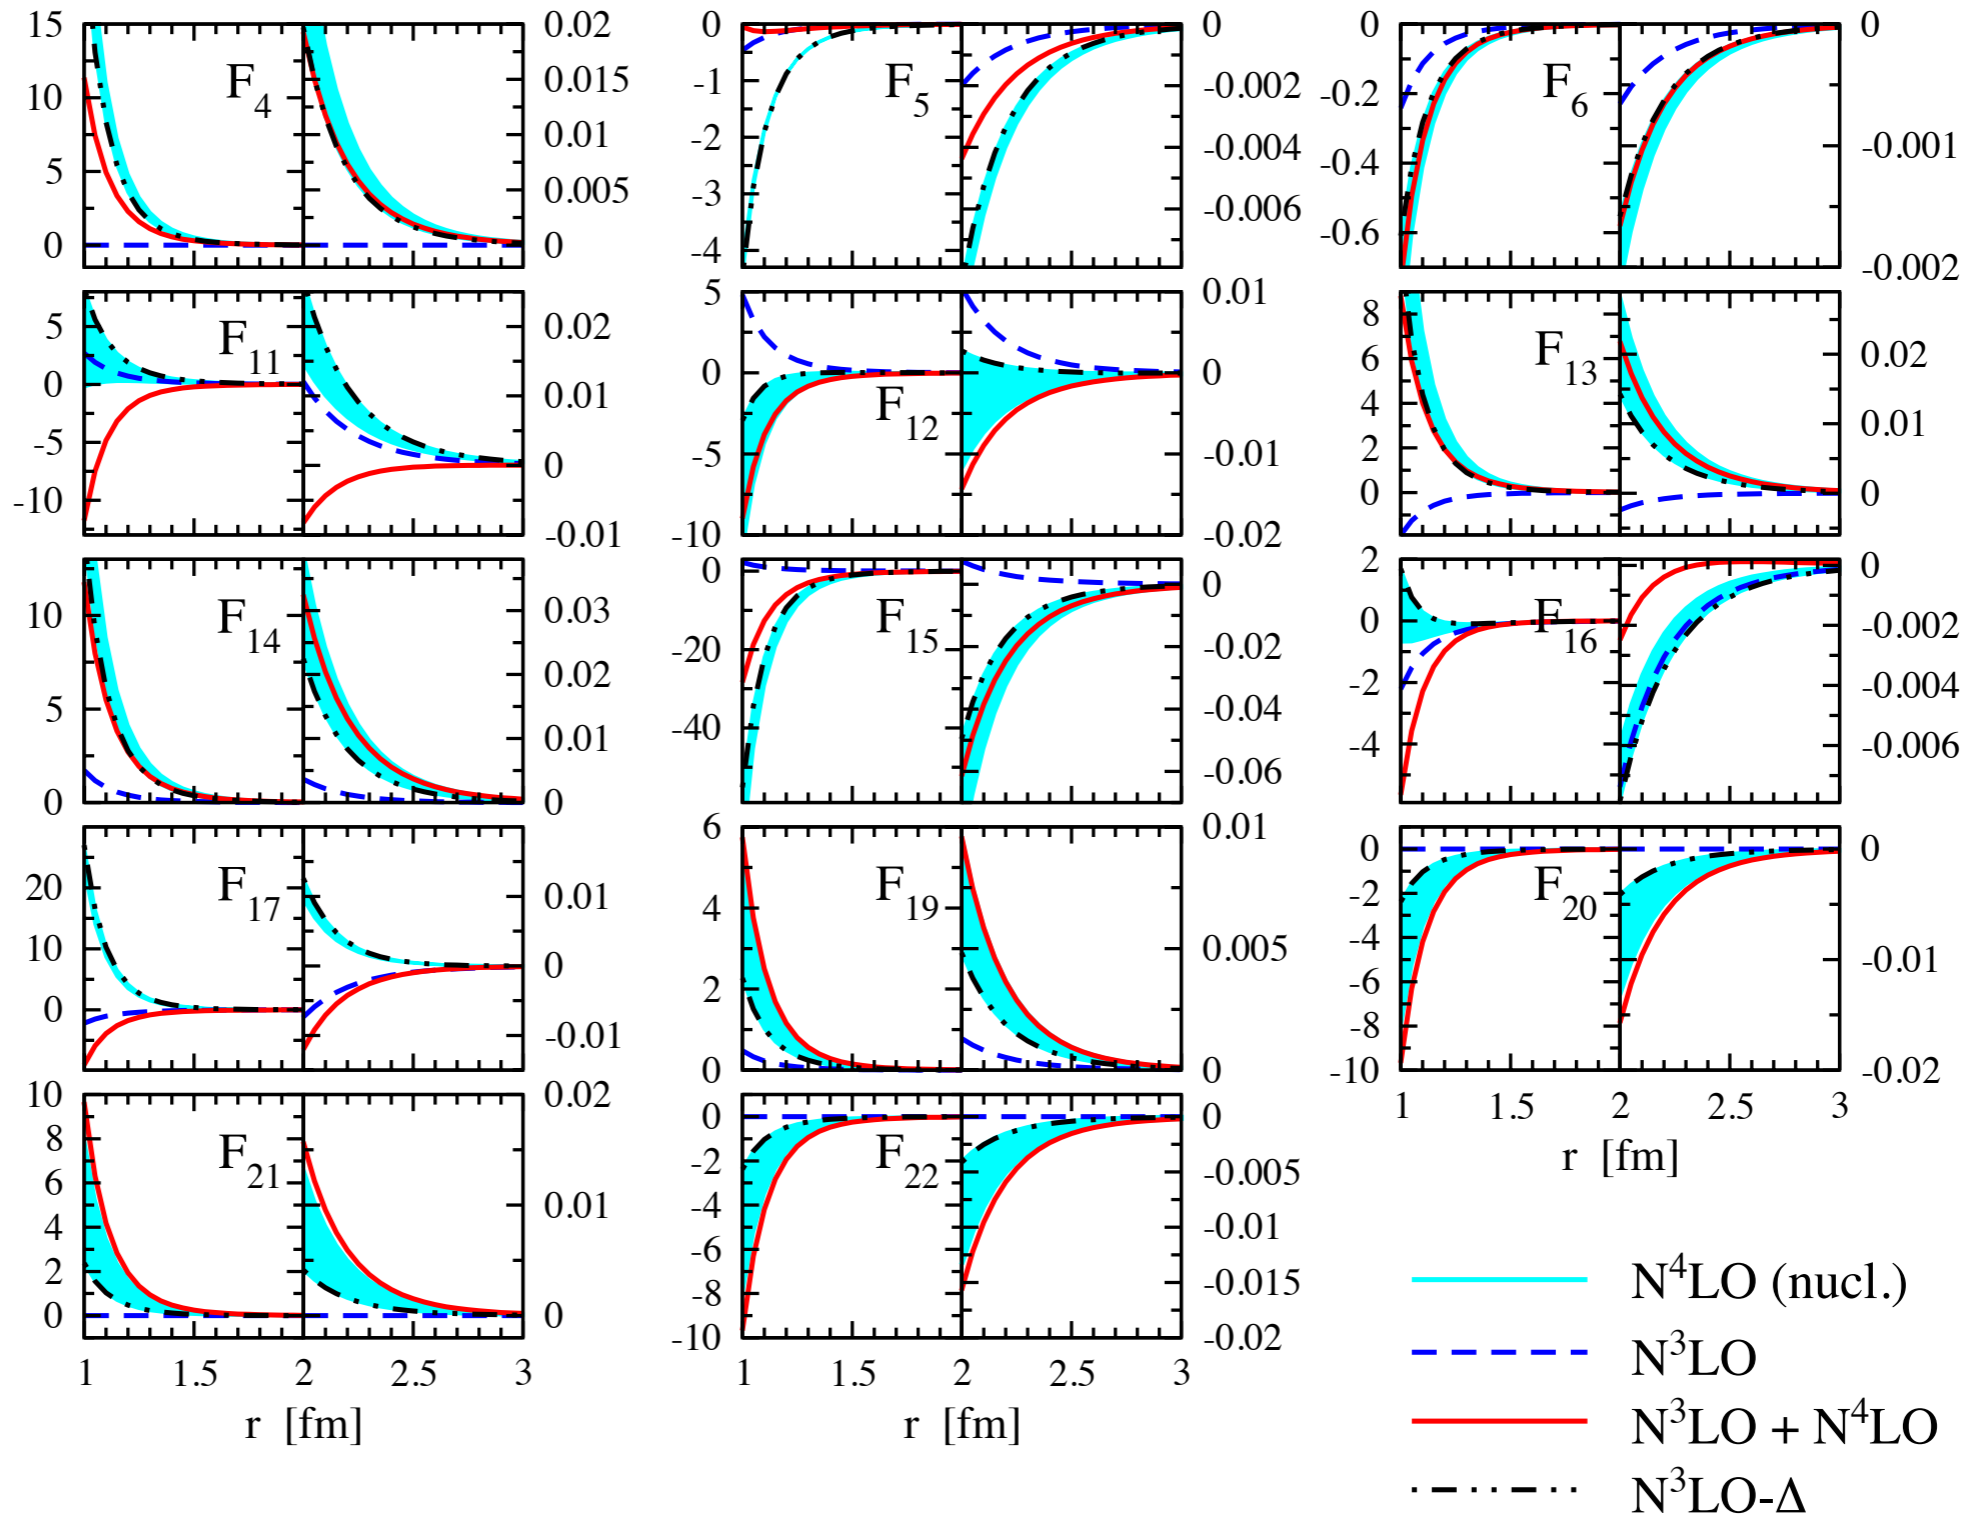 15 0.02 0 0 0 0
F4 F5 F6
10 0.015 -1 -0.002 -0.2
0.01 -2 -0.004 -0.4 -0.001
5 0.005 -3 -0.006 -0.6
0 0 -4 -0.002
5 0.02 5 0.01 8
F11 F12 F13
0 0.01 0 0 6 0.02
-5 0 -5 -0.01 4 0.01
-10 -0.01 -10 -0.02 2 0
0
10 0.03 0 0 2 0
F14 F15 F16
5 0.02 -20 -0.02 0 -0.002
0.01 -40 -0.04 -2 -0.004
0 0 -0.06 -4 -0.006
20 0.01 6 0.01 0 0
F17 F19 F20
10 0 4 0.005 -2 -0.01
0 -0.01 2 -4
0 0 -6
-8
-10 -0.02
1 1.5 2 2.5 3
r [fm]
10 0.02 0 0
F21 F22
8 0.01 -2 -0.005
6 -4 -0.01
4 -6 -0.015
2 -8
0 0 -10 -0.02
1 1.5 2 2.5 3 1 1.5 2 2.5 3
r [fm] r [fm]
N⁴LO (nucl.)
N³LO
N³LO + N⁴LO
N³LO-Δ